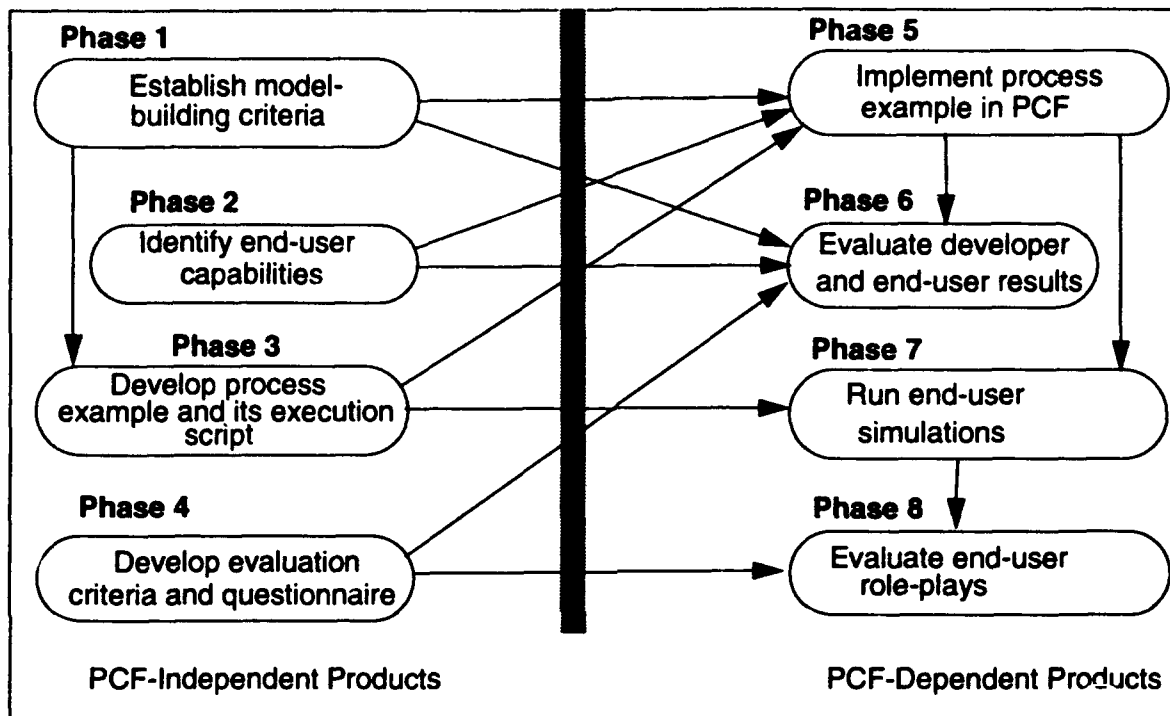 Phase 1
Establish model-
building criteria
Phase 2
Identify end-user
capabilities
Phase 3
Develop process
example and its execution
script
Phase 4
Develop evaluation
criteria and questionnaire
PCF-Independent Products
Phase 5
Implement process
example in PCF
Phase 6
Evaluate developer
and end-user results
Phase 7
Run end-user
simulations
Phase 8
Evaluate end-user
role-plays
PCF-Dependent Products